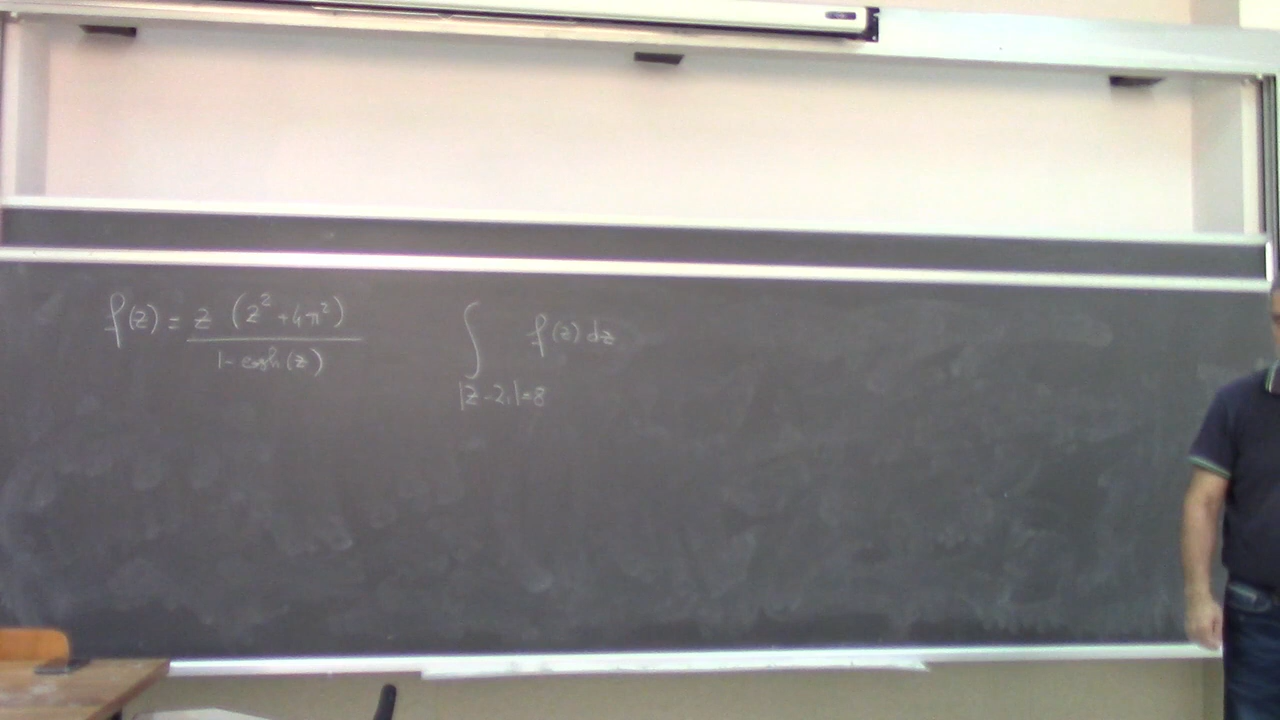 f(z) = z (z² + 4π²) / 1 - cosh(z)
∫ f(z) dz
|z - 2i| = 8